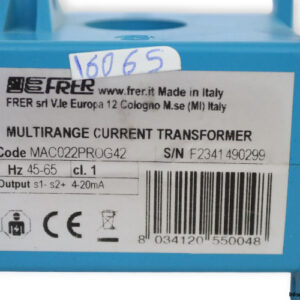 16065
FRER www.frer.it Made in Italy
FRER srl V.le Europa 12 Cologno M.se (MI) Italy
MULTIRANGE CURRENT TRANSFORMER
Code MAC022PROG42 S/N F2341490299
Hz 45-65 cl. 1
Output s1- s2+ 4-20mA
CE
8 034120 550048